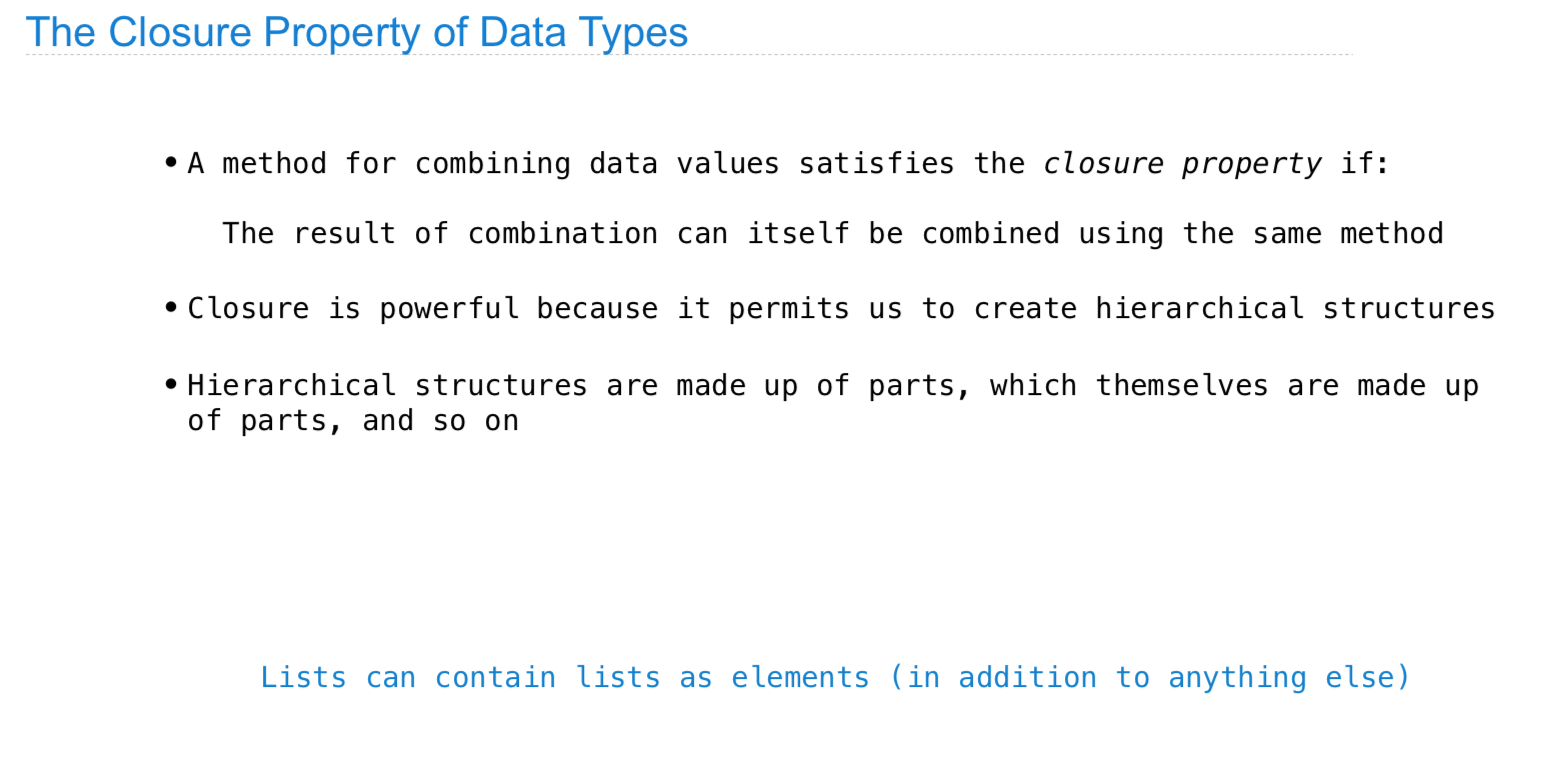 The Closure Property of Data Types
• A method for combining data values satisfies the closure property if:
The result of combination can itself be combined using the same method
• Closure is powerful because it permits us to create hierarchical structures
• Hierarchical structures are made up of parts, which themselves are made up
of parts, and so on
Lists can contain lists as elements (in addition to anything else)